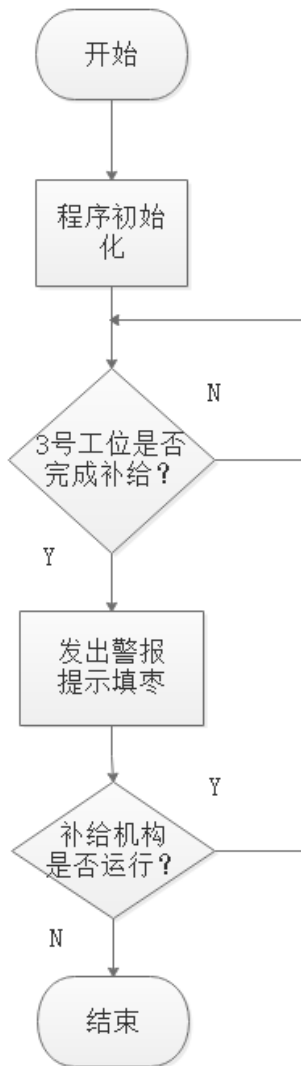 开始
程序初始
化
N
3号工位是否
完成补给？
Y
发出警报
提示填枣
Y
补给机构
是否运行？
N
结束